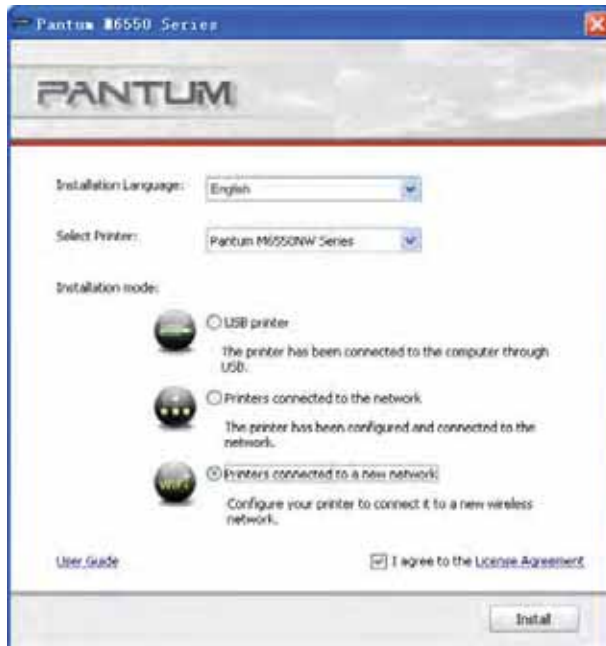 Pantum M6550 Series
PANTUM
Installation Language:
English
Select Printer:
Pantum M6550NW Series
Installation mode:
USB printer
The printer has been connected to the computer through
USB.
Printers connected to the network
The printer has been configured and connected to the
network.
WiFi
Printers connected to a new network
Configure your printer to connect it to a new wireless
network.
User Guide
I agree to the License Agreement
Install